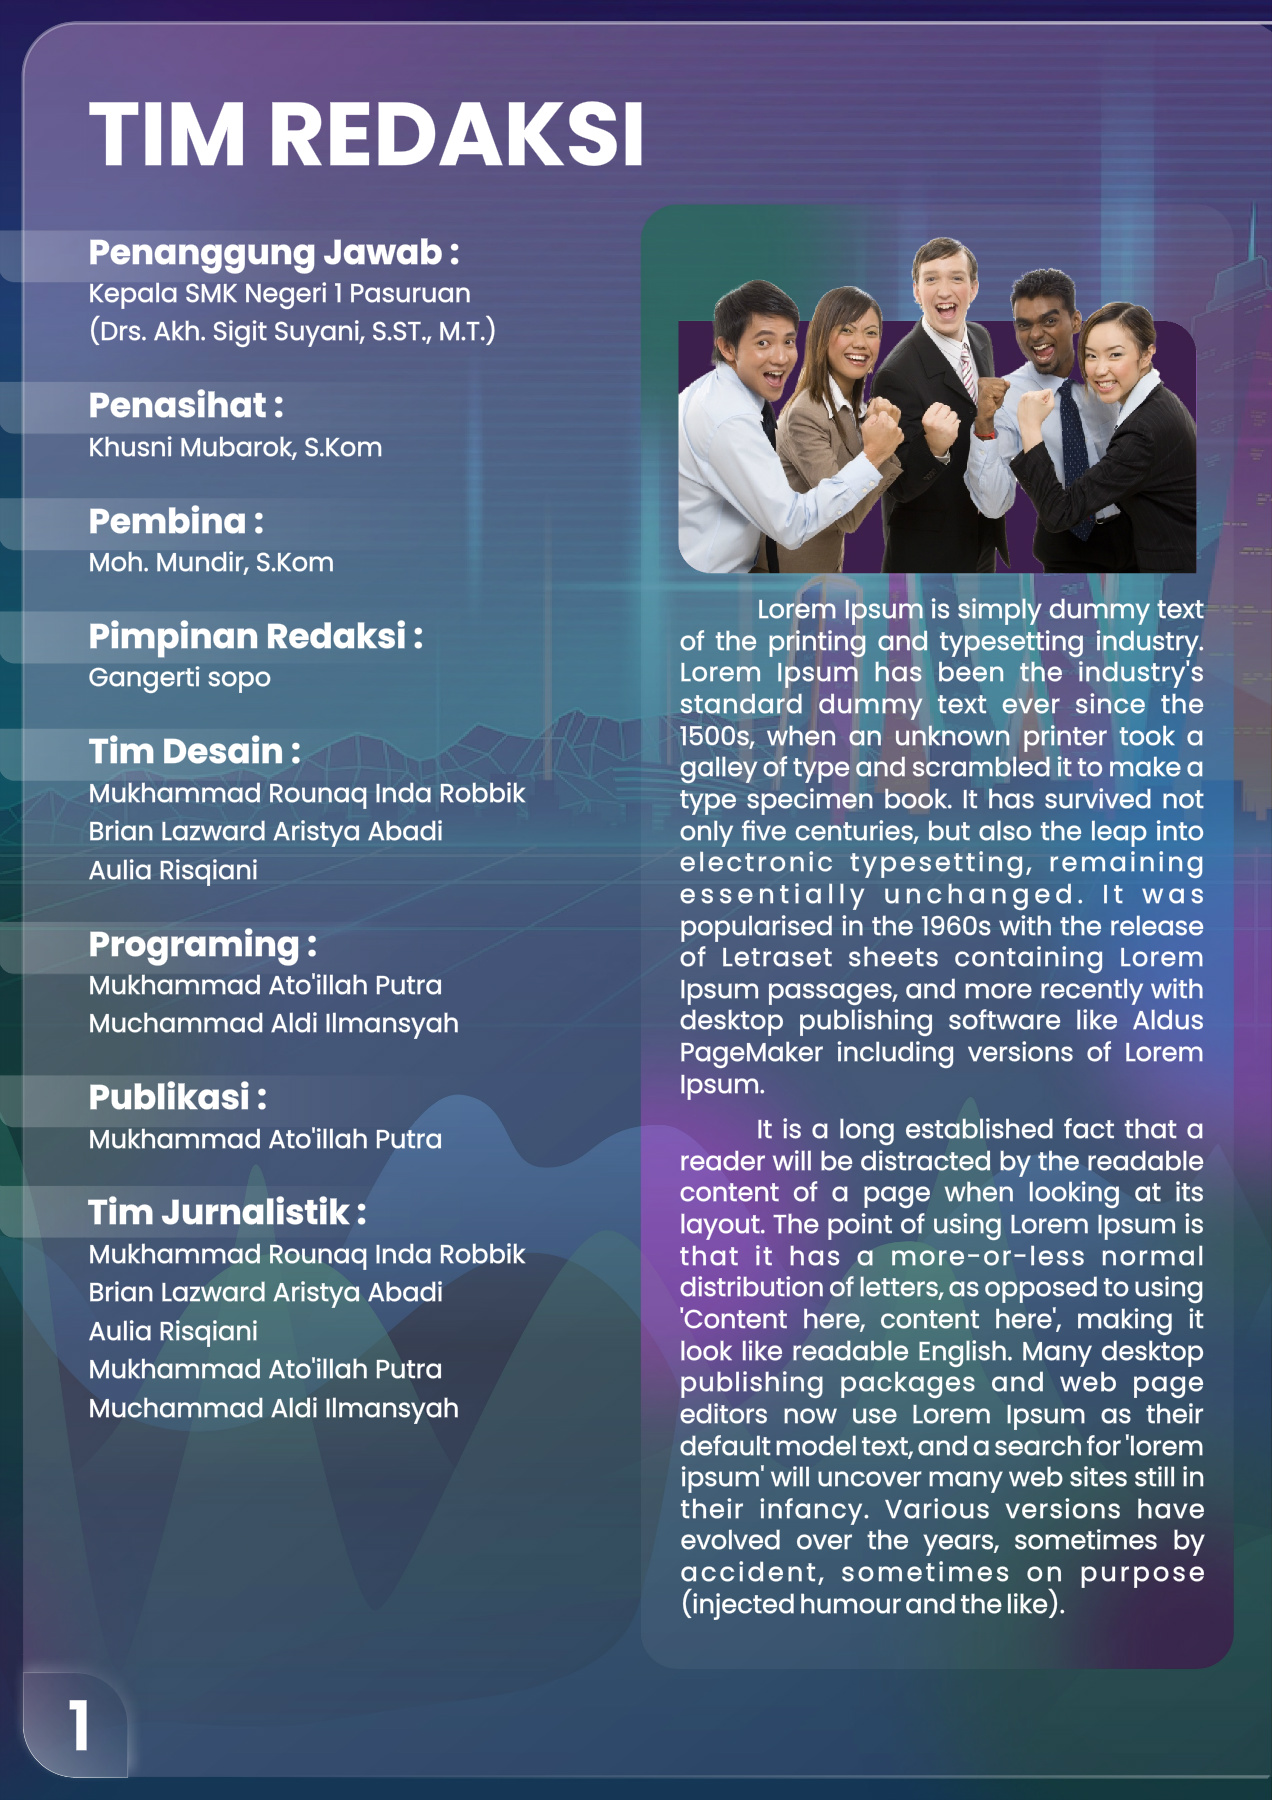 TIM REDAKSI
Penanggung Jawab :
Kepala SMK Negeri 1 Pasuruan
(Drs. Akh. Sigit Suyani, S.ST., M.T.)
Penasihat :
Khusni Mubarok, S.Kom
Pembina :
Moh. Mundir, S.Kom
Pimpinan Redaksi :
Gangerti sopo
Tim Desain :
Mukhammad Rounaq Inda Robbik
Brian Lazward Aristya Abadi
Aulia Risqiani
Programing :
Mukhammad Ato'illah Putra
Muchammad Aldi Ilmansyah
Publikasi :
Mukhammad Ato'illah Putra
Tim Jurnalistik :
Mukhammad Rounaq Inda Robbik
Brian Lazward Aristya Abadi
Aulia Risqiani
Mukhammad Ato'illah Putra
Muchammad Aldi Ilmansyah
Lorem Ipsum is simply dummy text
of the printing and typesetting industry.
Lorem Ipsum has been the industry's
standard dummy text ever since the
1500s, when an unknown printer took a
galley of type and scrambled it to make a
type specimen book. It has survived not
only five centuries, but also the leap into
electronic typesetting, remaining
essentially unchanged. It was
popularised in the 1960s with the release
of Letraset sheets containing Lorem
Ipsum passages, and more recently with
desktop publishing software like Aldus
PageMaker including versions of Lorem
Ipsum.
It is a long established fact that a
reader will be distracted by the readable
content of a page when looking at its
layout. The point of using Lorem Ipsum is
that it has a more-or-less normal
distribution of letters, as opposed to using
'Content here, content here', making it
look like readable English. Many desktop
publishing packages and web page
editors now use Lorem Ipsum as their
default model text, and a search for 'lorem
ipsum' will uncover many web sites still in
their infancy. Various versions have
evolved over the years, sometimes by
accident, sometimes on purpose
(injected humour and the like).
1